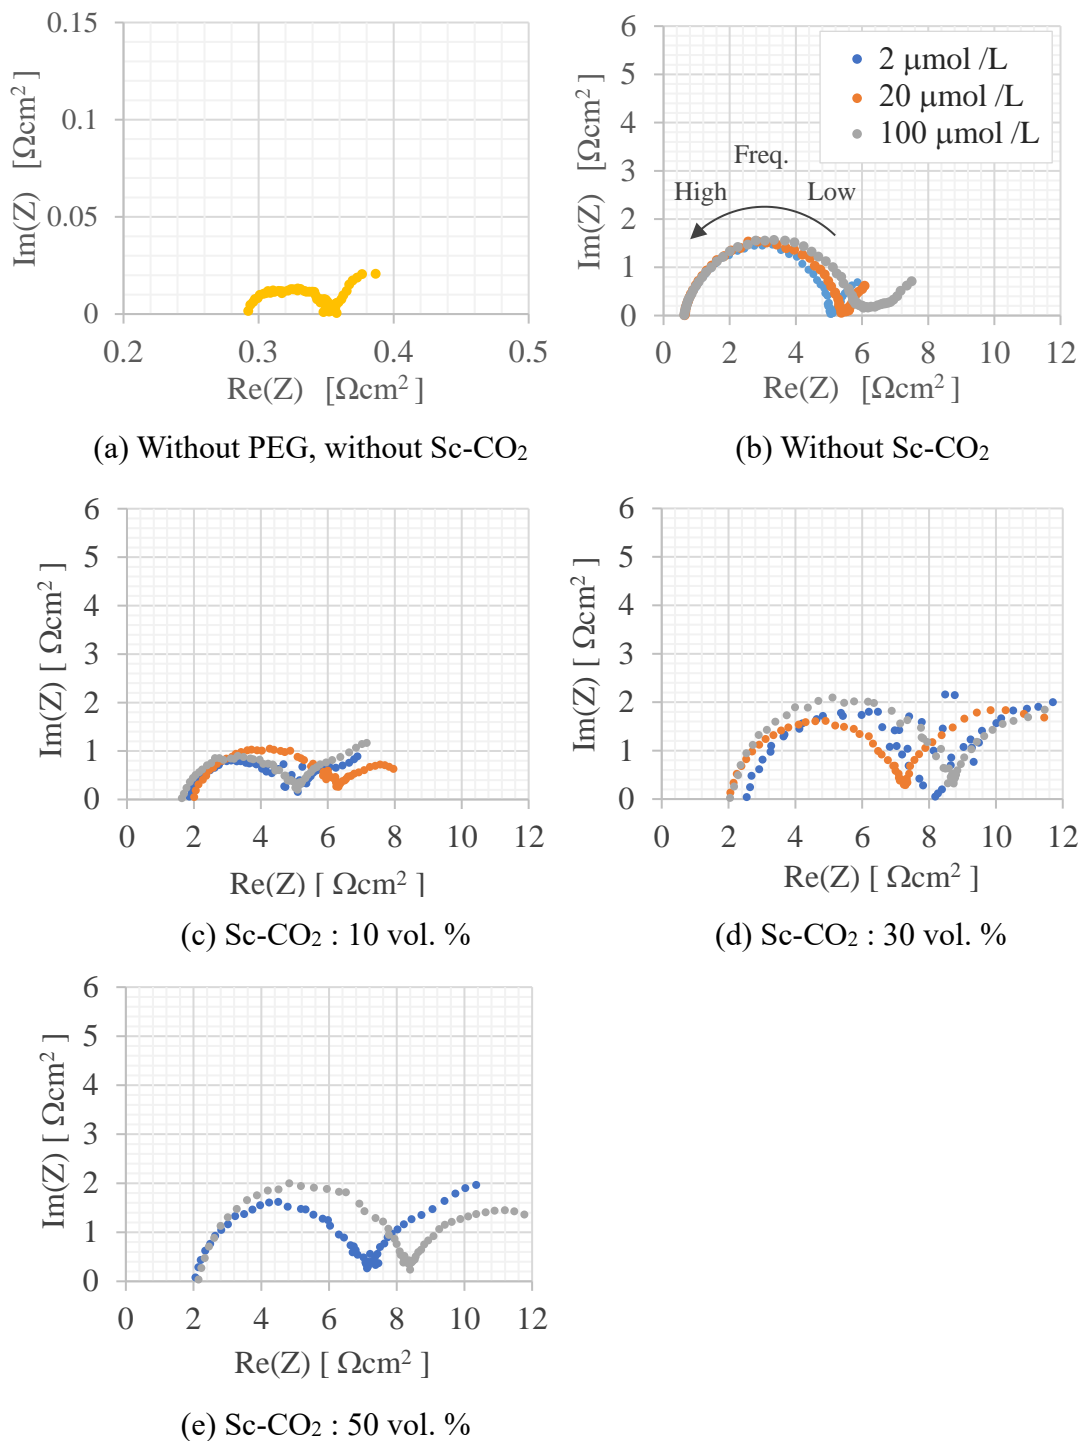 0.15
0.1
0.05
0
0.2
0.3
0.4
0.5
Im(Z) [Ωcm²]
Re(Z) [Ωcm²]
(a) Without PEG, without Sc-CO₂
6
5
4
3
2
1
0
0 2 4 6 8 10 12
Im(Z) [Ωcm²]
2 μmol /L
20 μmol /L
100 μmol /L
Freq.
High
Low
Re(Z) [Ωcm²]
(b) Without Sc-CO₂
6
5
4
3
2
1
0
0 2 4 6 8 10 12
Im(Z) [ Ωcm² ]
Re(Z) [ Ωcm² ]
(c) Sc-CO₂ : 10 vol. %
6
5
4
3
2
1
0
0 2 4 6 8 10 12
Im(Z) [ Ωcm² ]
Re(Z) [ Ωcm² ]
(d) Sc-CO₂ : 30 vol. %
6
5
4
3
2
1
0
0 2 4 6 8 10 12
Im(Z) [ Ωcm² ]
Re(Z) [ Ωcm² ]
(e) Sc-CO₂ : 50 vol. %